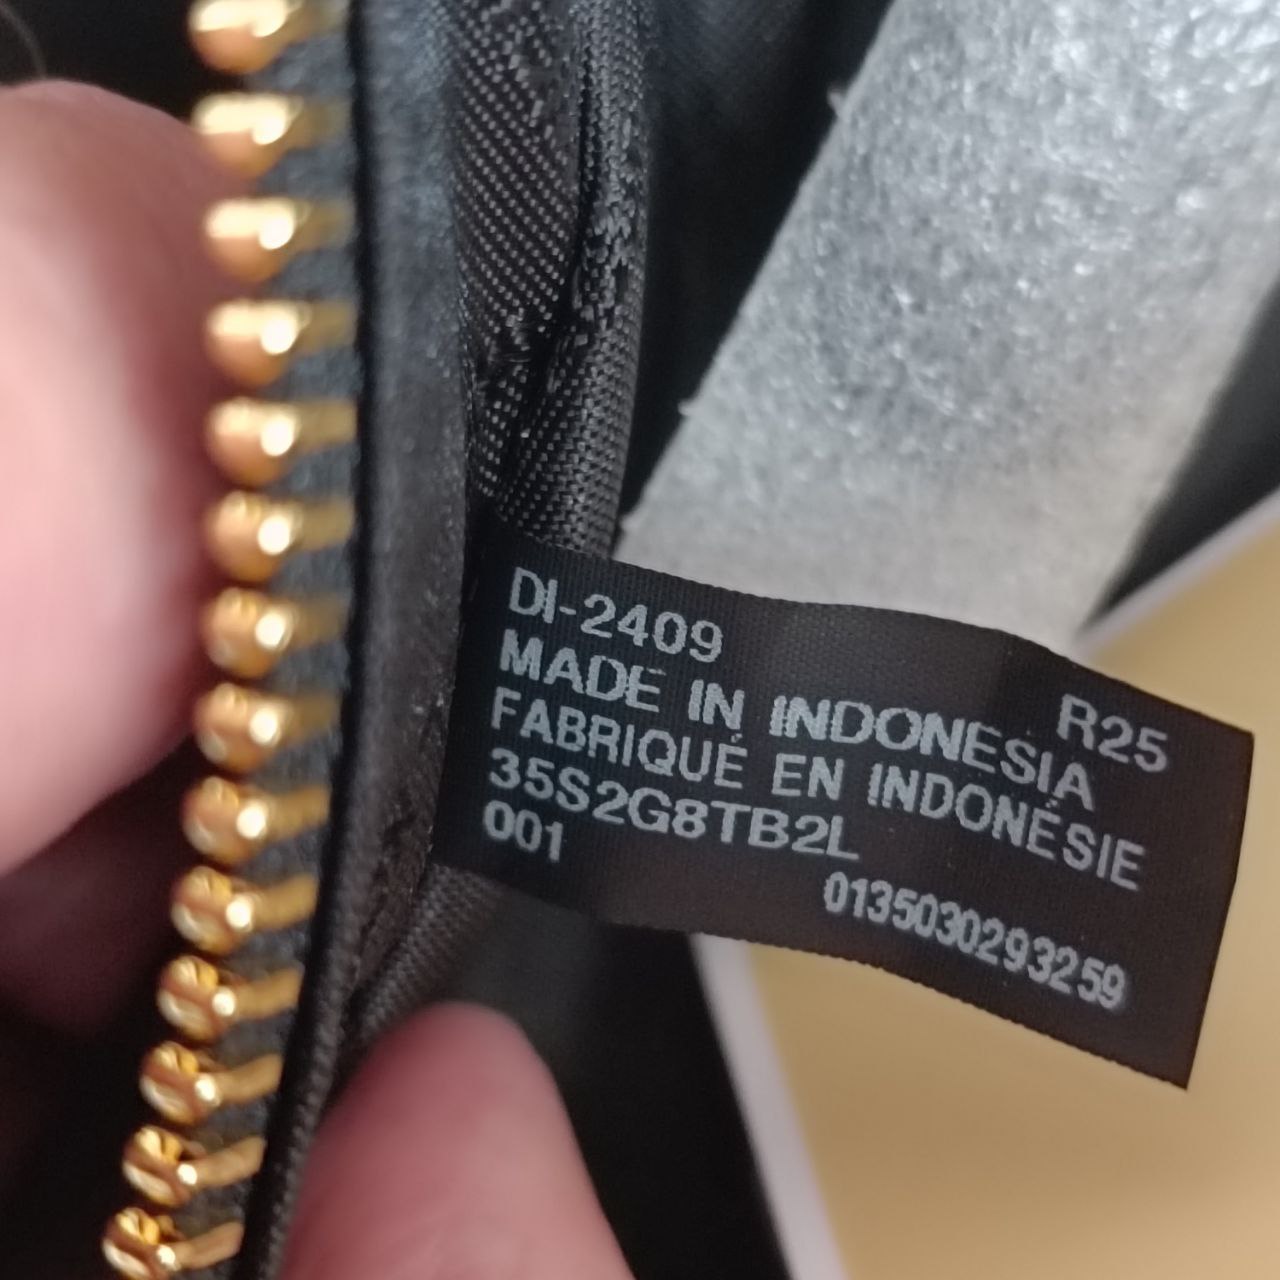 DI-2409
R25
MADE IN INDONESIA
FABRIQUÉ EN INDONÉSIE
35S2G8TB2L
001
0135030293259